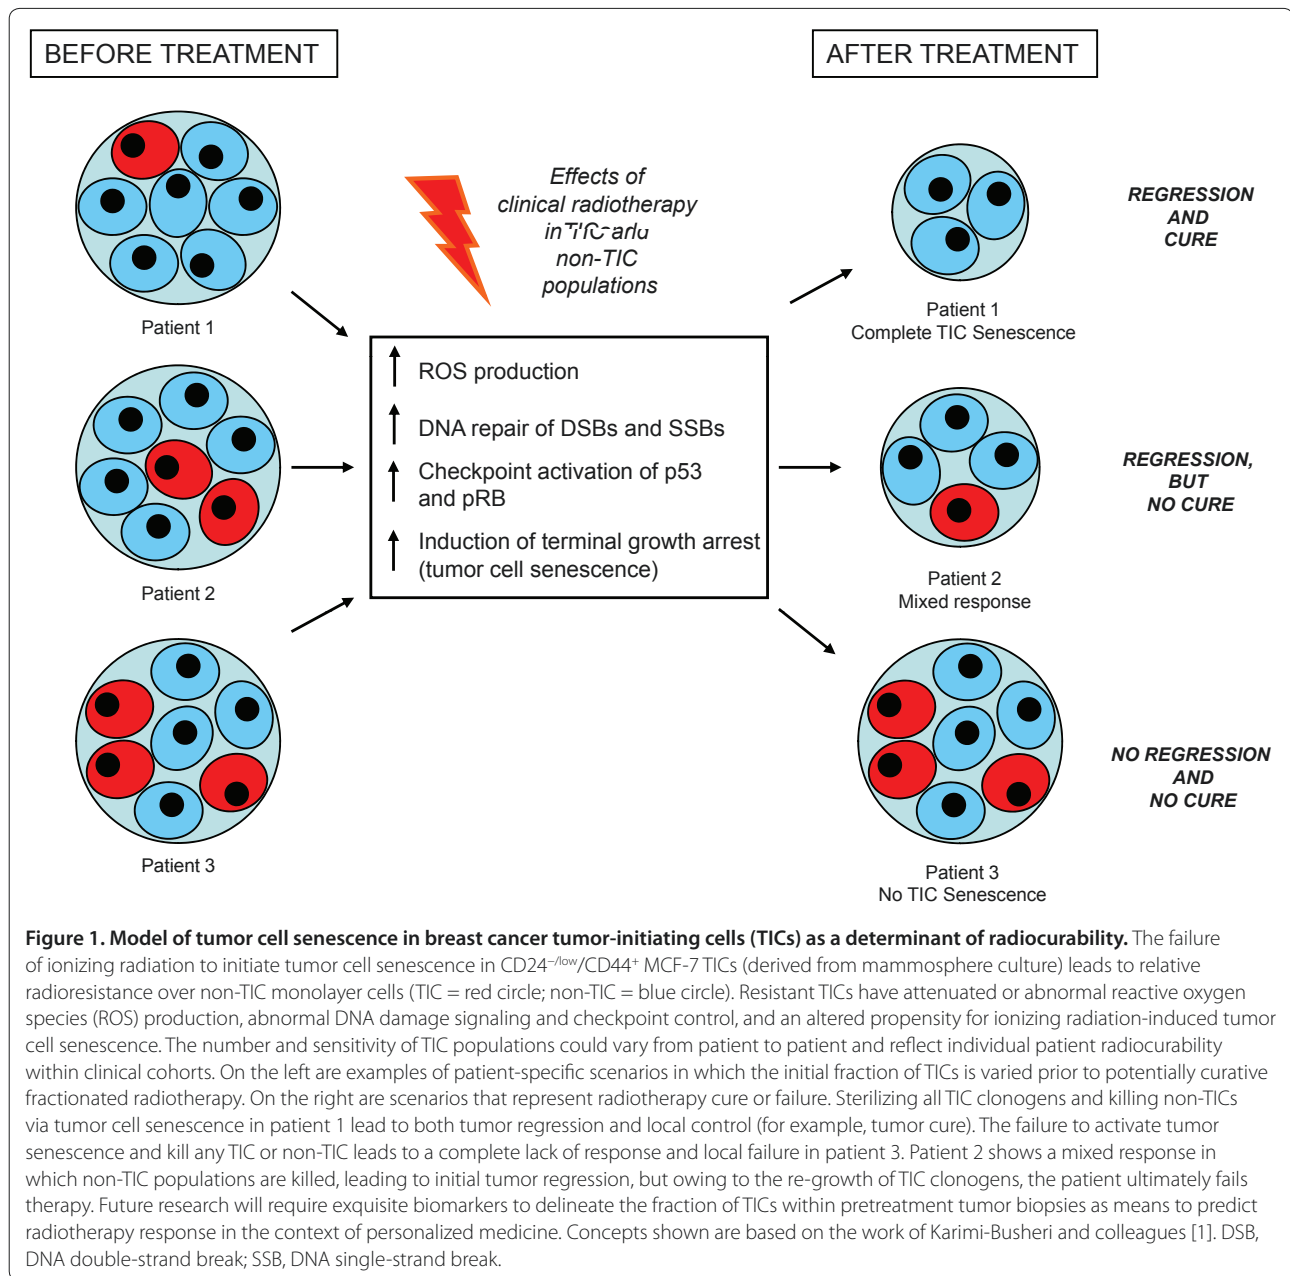 BEFORE TREATMENT
AFTER TREATMENT
Effects of
clinical radiotherapy
in
non-TIC
populations
Patient 1
Patient 2
Patient 3
ROS production
DNA repair of DSBs and SSBs
Checkpoint activation of p53
and pRB
Induction of terminal growth arrest
(tumor cell senescence)
Patient 1
Complete TIC Senescence
REGRESSION
AND
CURE
Patient 2
Mixed response
REGRESSION,
BUT
NO CURE
Patient 3
No TIC Senescence
NO REGRESSION
AND
NO CURE
Figure 1. Model of tumor cell senescence in breast cancer tumor-initiating cells (TICs) as a determinant of radiocurability. The failure
of ionizing radiation to initiate tumor cell senescence in CD24−/low/CD44+ MCF-7 TICs (derived from mammosphere culture) leads to relative
radioresistance over non-TIC monolayer cells (TIC = red circle; non-TIC = blue circle). Resistant TICs have attenuated or abnormal reactive oxygen
species (ROS) production, abnormal DNA damage signaling and checkpoint control, and an altered propensity for ionizing radiation-induced tumor
cell senescence. The number and sensitivity of TIC populations could vary from patient to patient and reflect individual patient radiocurability
within clinical cohorts. On the left are examples of patient-specific scenarios in which the initial fraction of TICs is varied prior to potentially curative
fractionated radiotherapy. On the right are scenarios that represent radiotherapy cure or failure. Sterilizing all TIC clonogens and killing non-TICs
via tumor cell senescence in patient 1 lead to both tumor regression and local control (for example, tumor cure). The failure to activate tumor
senescence and kill any TIC or non-TIC leads to a complete lack of response and local failure in patient 3. Patient 2 shows a mixed response in
which non-TIC populations are killed, leading to initial tumor regression, but owing to the re-growth of TIC clonogens, the patient ultimately fails
therapy. Future research will require exquisite biomarkers to delineate the fraction of TICs within pretreatment tumor biopsies as means to predict
radiotherapy response in the context of personalized medicine. Concepts shown are based on the work of Karimi-Busheri and colleagues [1]. DSB,
DNA double-strand break; SSB, DNA single-strand break.